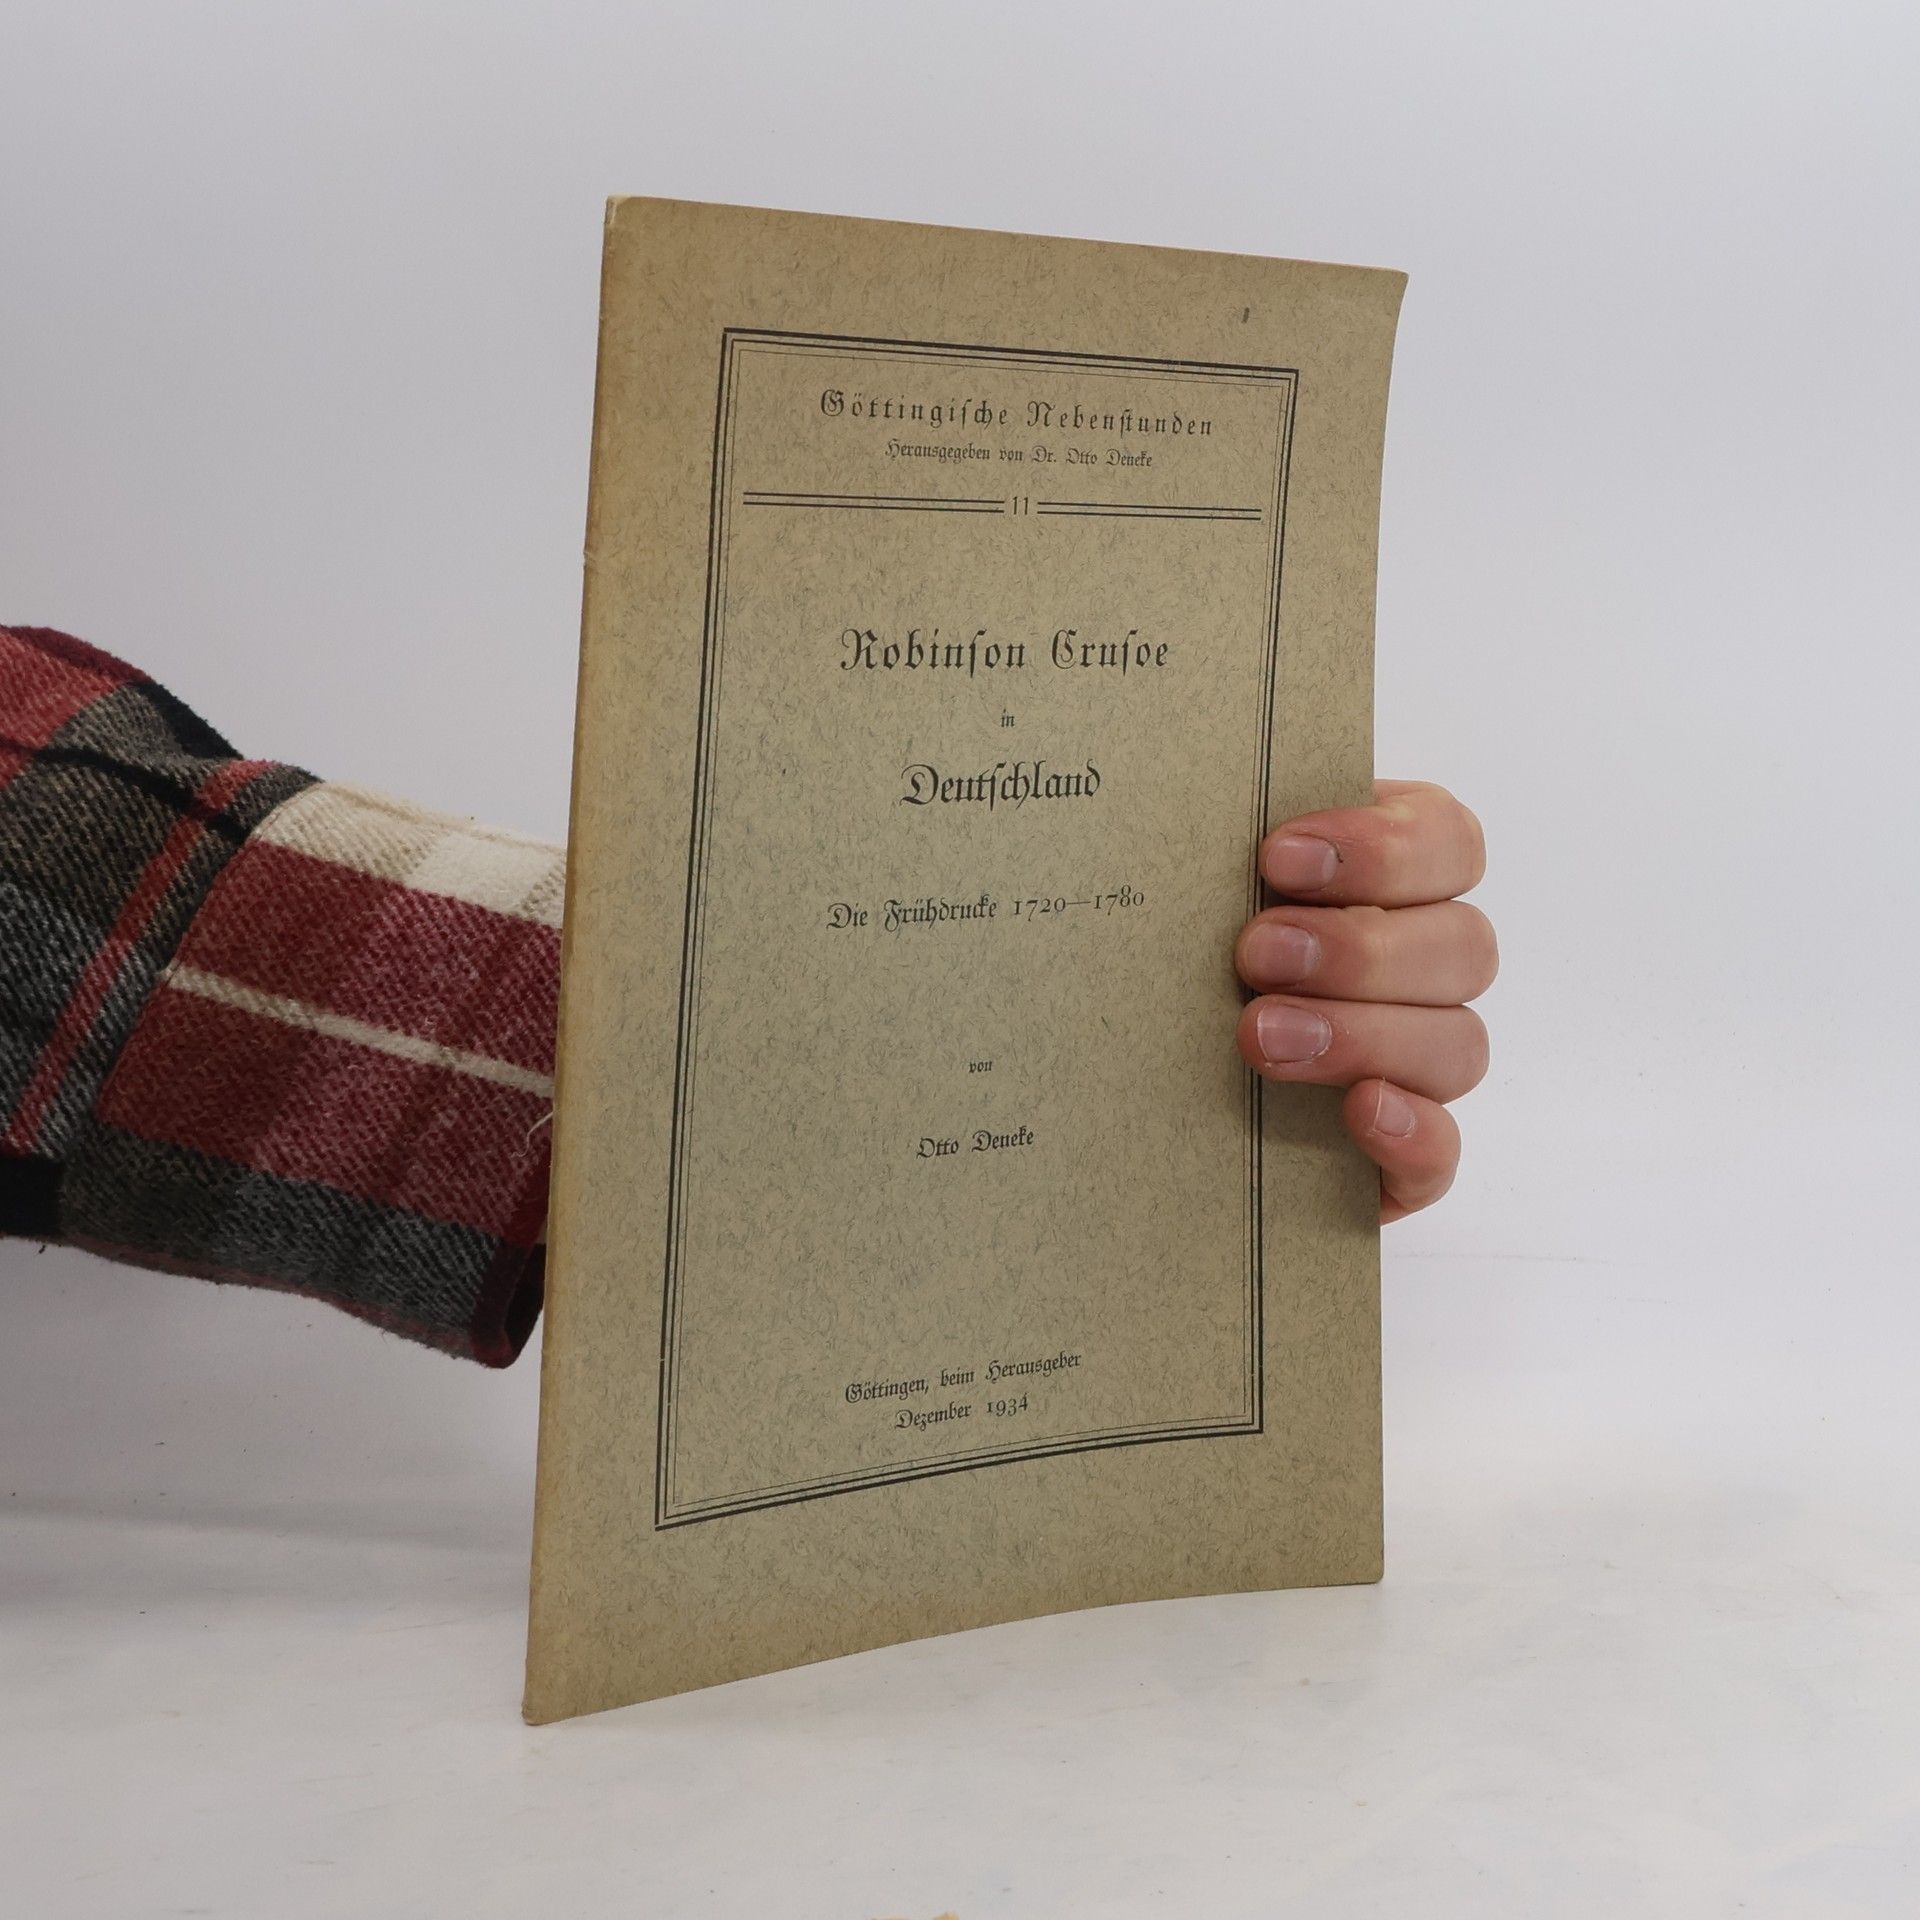 Göttingiſche Nebenſtunden
Herausgegeben von Dr. Otto Deneke
11
Robinſon Cruſoe
in
Deutſchland
Die Frühdrucke 1720—1780
von
Otto Deneke
Göttingen, beim Herausgeber
Dezember 1934